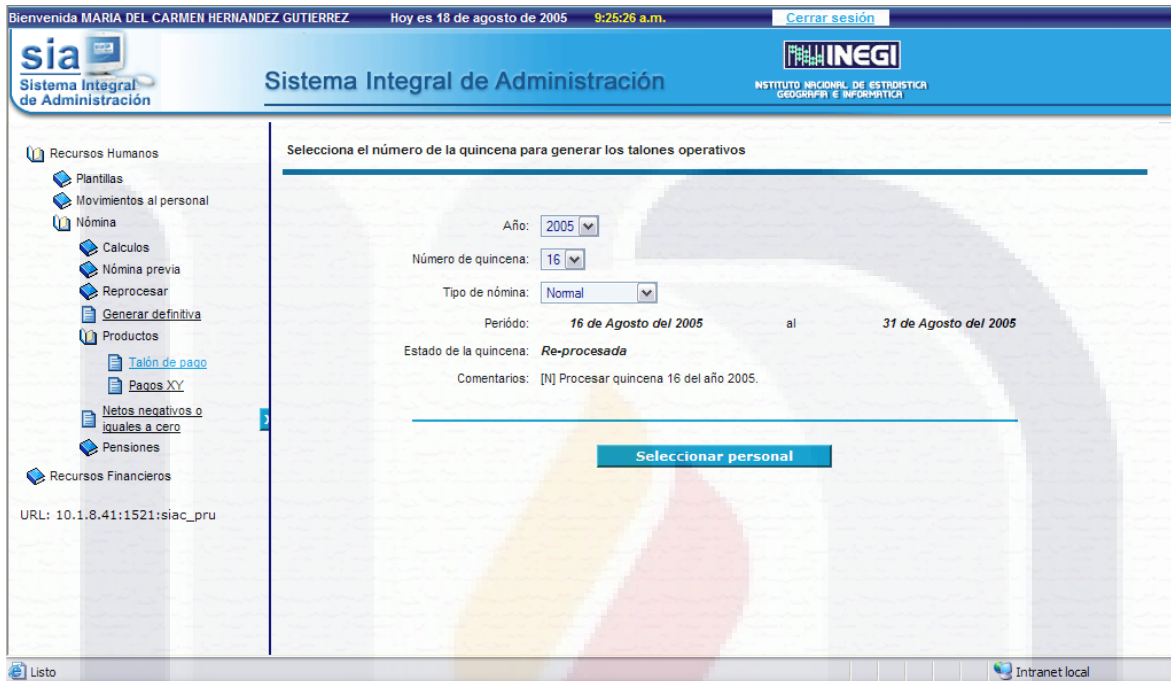 Bienvenida MARIA DEL CARMEN HERNANDEZ GUTIERREZ Hoy es 18 de agosto de 2005 9:25:26 a.m. Cerrar sesión
sia
Sistema Integral
de Administración
Sistema Integral de Administración
INEGI
INSTITUTO NACIONAL DE ESTADISTICA
GEOGRAFIA E INFORMATICA
Recursos Humanos
Plantillas
Movimientos al personal
Nómina
Calculos
Nómina previa
Reprocesar
Generar definitiva
Productos
Talón de pago
Pagos XY
Netos negativos o
iguales a cero
Pensiones
Recursos Financieros
URL: 10.1.8.41:1521:siac_pru
Selecciona el número de la quincena para generar los talones operativos
Año: 2005
Número de quincena: 16
Tipo de nómina: Normal
Periódo: 16 de Agosto del 2005 al 31 de Agosto del 2005
Estado de la quincena: Re-procesada
Comentarios: [N] Procesar quincena 16 del año 2005.
Seleccionar personal
Listo Intranet local